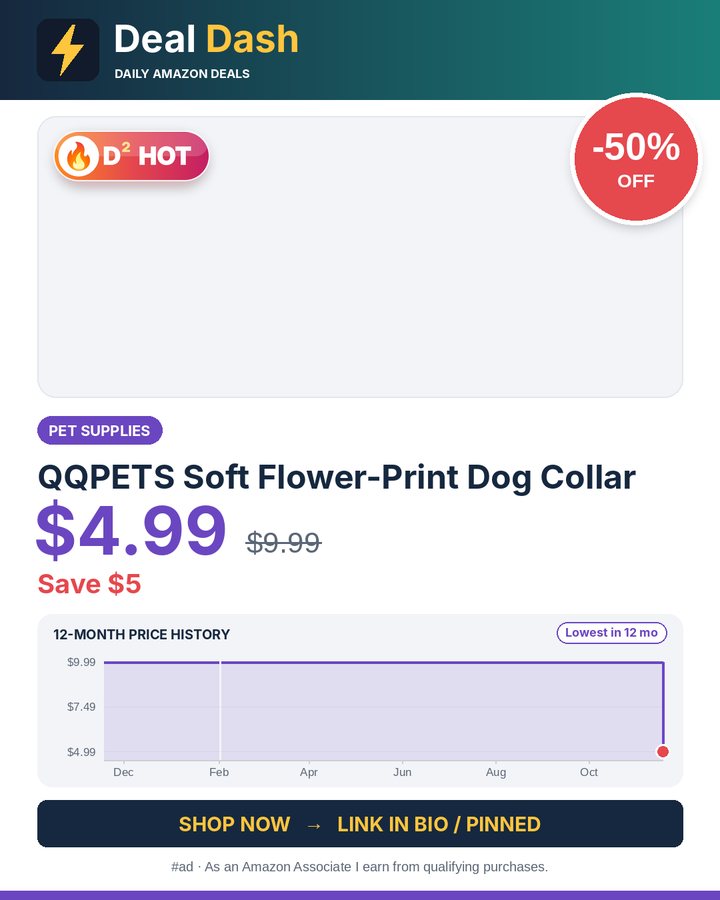 Deal Dash
DAILY AMAZON DEALS
D² HOT
-50%
OFF
PET SUPPLIES
QQPETS Soft Flower-Print Dog Collar
$4.99 $9.99
Save $5
12-MONTH PRICE HISTORY
Lowest in 12 mo
$9.99
$7.49
$4.99
Dec Feb Apr Jun Aug Oct
SHOP NOW → LINK IN BIO / PINNED
#ad · As an Amazon Associate I earn from qualifying purchases.